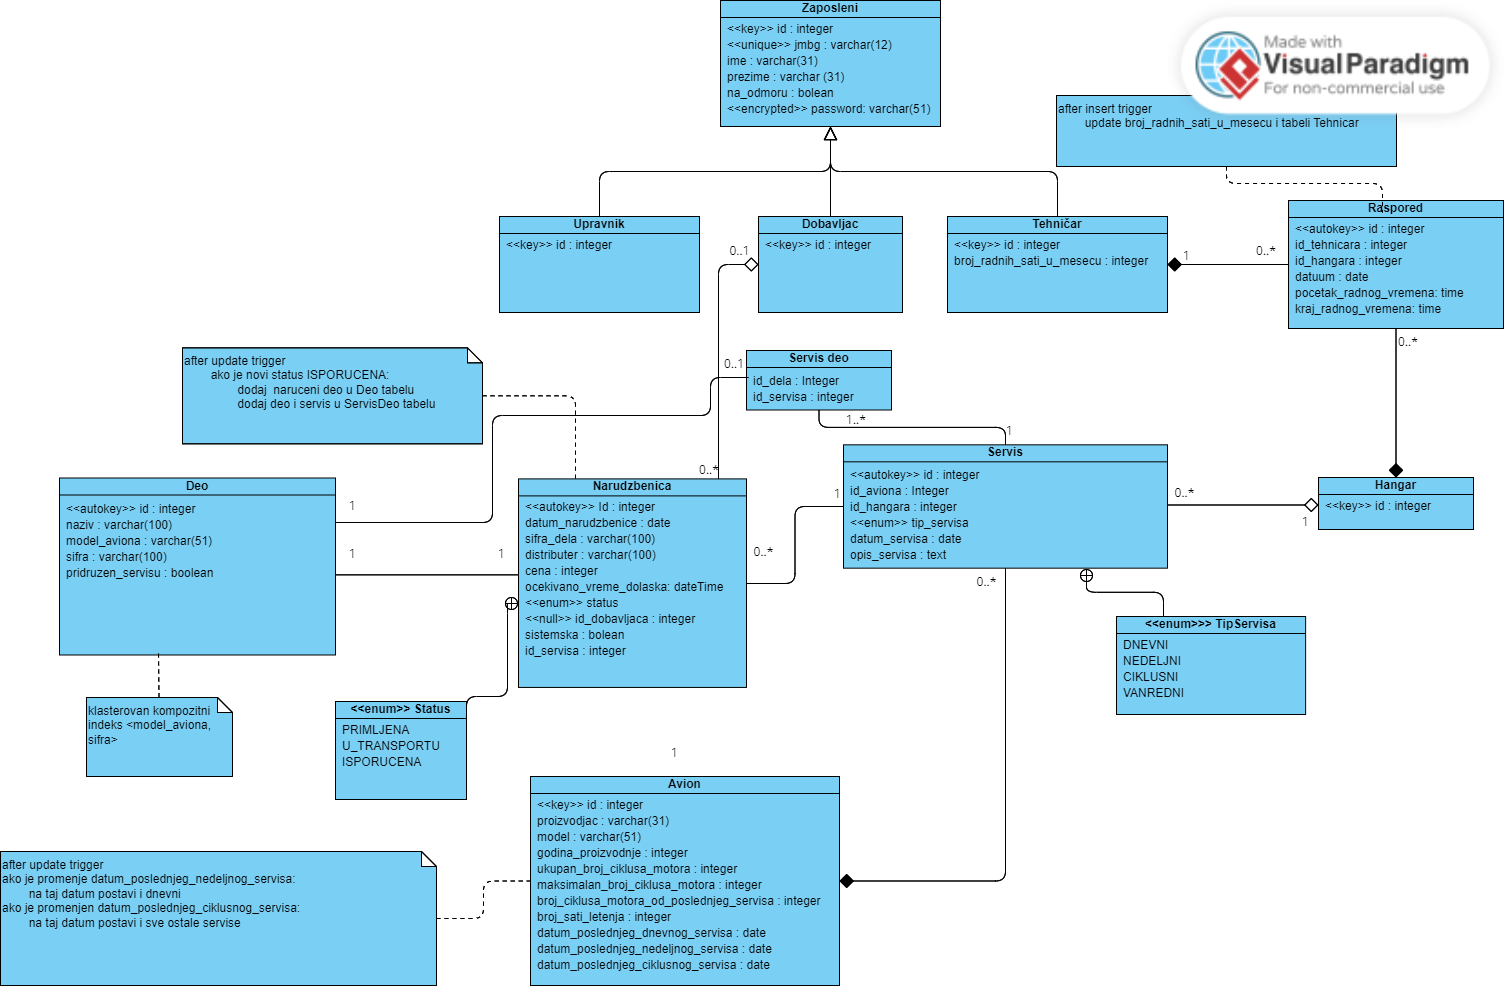 Zaposleni
<<key>> id : integer
<<unique>> jmbg : varchar(12)
ime : varchar(31)
prezime : varchar (31)
na_odmoru : bolean
<<encrypted>> password: varchar(51)
Made with
VisualParadigm
For non-commercial use
after insert trigger
update broj_radnih_sati_u_mesecu i tabeli Tehnicar
Upravnik
<<key>> id : integer
Dobavljac
<<key>> id : integer
Tehničar
<<key>> id : integer
broj_radnih_sati_u_mesecu : integer
Raspored
<<autokey>> id : integer
id_tehnicara : integer
id_hangara : integer
datuum : date
pocetak_radnog_vremena: time
kraj_radnog_vremena: time
0..1
1
0..*
0..*
after update trigger
ako je novi status ISPORUCENA:
dodaj  naruceni deo u Deo tabelu
dodaj deo i servis u ServisDeo tabelu
0..1
Servis deo
id_dela : Integer
id_servisa : integer
1..*
1
0..*
Deo
<<autokey>> id : integer
naziv : varchar(100)
model_aviona : varchar(51)
sifra : varchar(100)
pridruzen_servisu : boolean
1
1
1
Narudzbenica
<<autokey>> Id : integer
datum_narudzbenice : date
sifra_dela : varchar(100)
distributer : varchar(100)
cena : integer
ocekivano_vreme_dolaska: dateTime
<<enum>> status
<<null>> id_dobavljaca : integer
sistemska : bolean
id_servisa : integer
1
0..*
Servis
<<autokey>> id : integer
id_aviona : Integer
id_hangara : integer
<<enum>> tip_servisa
datum_servisa : date
opis_servisa : text
0..*
1
Hangar
<<key>> id : integer
0..*
<<enum>>> TipServisa
DNEVNI
NEDELJNI
CIKLUSNI
VANREDNI
klasterovan kompozitni
indeks <model_aviona,
sifra>
<<enum>> Status
PRIMLJENA
U_TRANSPORTU
ISPORUCENA
1
Avion
<<key>> id : integer
proizvodjac : varchar(31)
model : varchar(51)
godina_proizvodnje : integer
ukupan_broj_ciklusa_motora : integer
maksimalan_broj_ciklusa_motora : integer
broj_ciklusa_motora_od_poslednjeg_servisa : integer
broj_sati_letenja : integer
datum_poslednjeg_dnevnog_servisa : date
datum_poslednjeg_nedeljnog_servisa : date
datum_poslednjeg_ciklusnog_servisa : date
after update trigger
ako je promenje datum_poslednjeg_nedeljnog_servisa:
na taj datum postavi i dnevni
ako je promenjen datum_poslednjeg_ciklusnog_servisa:
na taj datum postavi i sve ostale servise